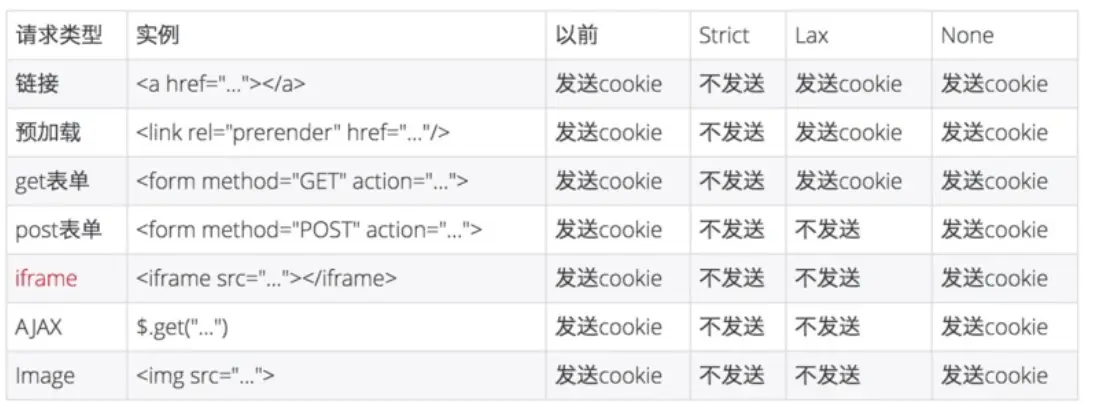 请求类型 实例 以前 Strict Lax None
链接 <a href="..."></a> 发送cookie 不发送 发送cookie 发送cookie
预加载 <link rel="prerender" href="..."/> 发送cookie 不发送 发送cookie 发送cookie
get表单 <form method="GET" action="..."> 发送cookie 不发送 发送cookie 发送cookie
post表单 <form method="POST" action="..."> 发送cookie 不发送 不发送 发送cookie
iframe <iframe src="..."></iframe> 发送cookie 不发送 不发送 发送cookie
AJAX $.get("...") 发送cookie 不发送 不发送 发送cookie
Image <img src="..."> 发送cookie 不发送 不发送 发送cookie